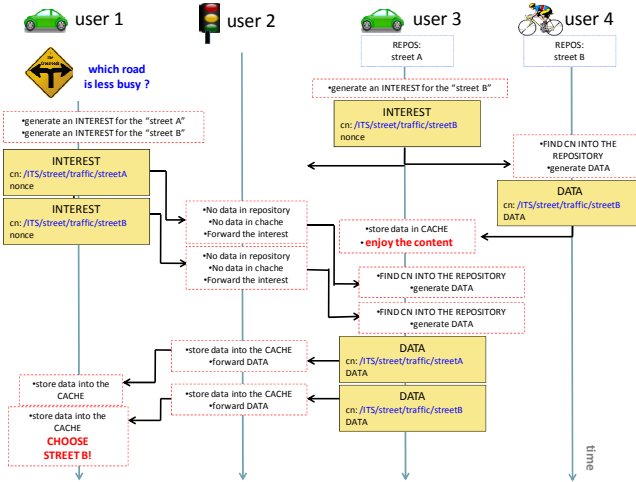 user 1
user 2
user 3
user 4
REPOS:
street A
REPOS:
street B
which road
is less busy ?
•generate an INTEREST for the "street B"
•generate an INTEREST for the "street A"
•generate an INTEREST for the "street B"
INTEREST
cn: /ITS/street/traffic/streetB
nonce
•FIND CN INTO THE
REPOSITORY
•generate DATA
INTEREST
cn: /ITS/street/traffic/streetA
nonce
DATA
cn: /ITS/street/traffic/streetB
DATA
INTEREST
cn: /ITS/street/traffic/streetB
nonce
•No data in repository
•No data in chache
•Forward the interest
•store data in CACHE
• enjoy the content
•No data in repository
•No data in chache
•Forward the interest
•FIND CN INTO THE REPOSITORY
•generate DATA
•FIND CN INTO THE REPOSITORY
•generate DATA
•store data into the CACHE
•forward DATA
DATA
cn: /ITS/street/traffic/streetA
DATA
•store data into the
CACHE
•store data into the CACHE
•forward DATA
DATA
cn: /ITS/street/traffic/streetB
DATA
•store data into the
CACHE
CHOOSE
STREET B!
time